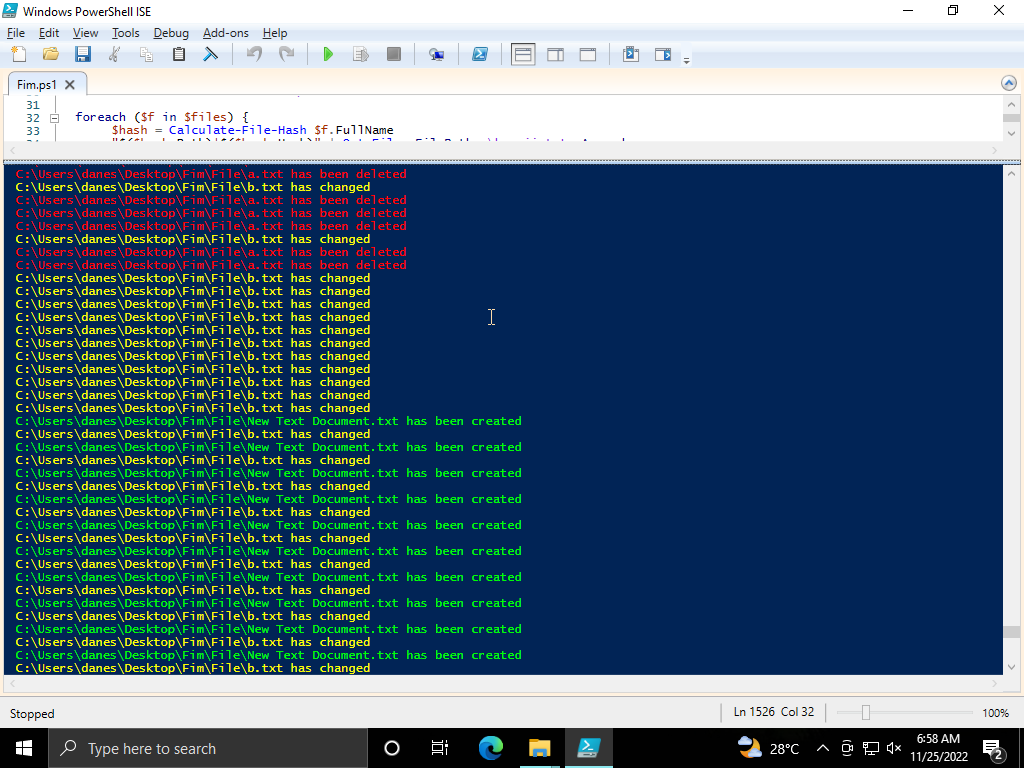 Windows PowerShell ISE
File Edit View Tools Debug Add-ons Help
Fim.ps1
31
32 foreach ($f in $files) {
33 $hash = Calculate-File-Hash $f.FullName
C:\Users\danes\Desktop\Fim\File\a.txt has been deleted
C:\Users\danes\Desktop\Fim\File\b.txt has changed
C:\Users\danes\Desktop\Fim\File\a.txt has been deleted
C:\Users\danes\Desktop\Fim\File\a.txt has been deleted
C:\Users\danes\Desktop\Fim\File\a.txt has been deleted
C:\Users\danes\Desktop\Fim\File\b.txt has changed
C:\Users\danes\Desktop\Fim\File\a.txt has been deleted
C:\Users\danes\Desktop\Fim\File\a.txt has been deleted
C:\Users\danes\Desktop\Fim\File\b.txt has changed
C:\Users\danes\Desktop\Fim\File\b.txt has changed
C:\Users\danes\Desktop\Fim\File\b.txt has changed
C:\Users\danes\Desktop\Fim\File\b.txt has changed
C:\Users\danes\Desktop\Fim\File\b.txt has changed
C:\Users\danes\Desktop\Fim\File\b.txt has changed
C:\Users\danes\Desktop\Fim\File\b.txt has changed
C:\Users\danes\Desktop\Fim\File\b.txt has changed
C:\Users\danes\Desktop\Fim\File\b.txt has changed
C:\Users\danes\Desktop\Fim\File\b.txt has changed
C:\Users\danes\Desktop\Fim\File\b.txt has changed
C:\Users\danes\Desktop\Fim\File\New Text Document.txt has been created
C:\Users\danes\Desktop\Fim\File\b.txt has changed
C:\Users\danes\Desktop\Fim\File\New Text Document.txt has been created
C:\Users\danes\Desktop\Fim\File\b.txt has changed
C:\Users\danes\Desktop\Fim\File\New Text Document.txt has been created
C:\Users\danes\Desktop\Fim\File\b.txt has changed
C:\Users\danes\Desktop\Fim\File\New Text Document.txt has been created
C:\Users\danes\Desktop\Fim\File\b.txt has changed
C:\Users\danes\Desktop\Fim\File\New Text Document.txt has been created
C:\Users\danes\Desktop\Fim\File\b.txt has changed
C:\Users\danes\Desktop\Fim\File\New Text Document.txt has been created
C:\Users\danes\Desktop\Fim\File\b.txt has changed
C:\Users\danes\Desktop\Fim\File\New Text Document.txt has been created
C:\Users\danes\Desktop\Fim\File\b.txt has changed
C:\Users\danes\Desktop\Fim\File\New Text Document.txt has been created
C:\Users\danes\Desktop\Fim\File\b.txt has changed
C:\Users\danes\Desktop\Fim\File\New Text Document.txt has been created
C:\Users\danes\Desktop\Fim\File\b.txt has changed
C:\Users\danes\Desktop\Fim\File\New Text Document.txt has been created
C:\Users\danes\Desktop\Fim\File\b.txt has changed
Stopped Ln 1526 Col 32 100%
Type here to search 28°C 6:58 AM
11/25/2022 2